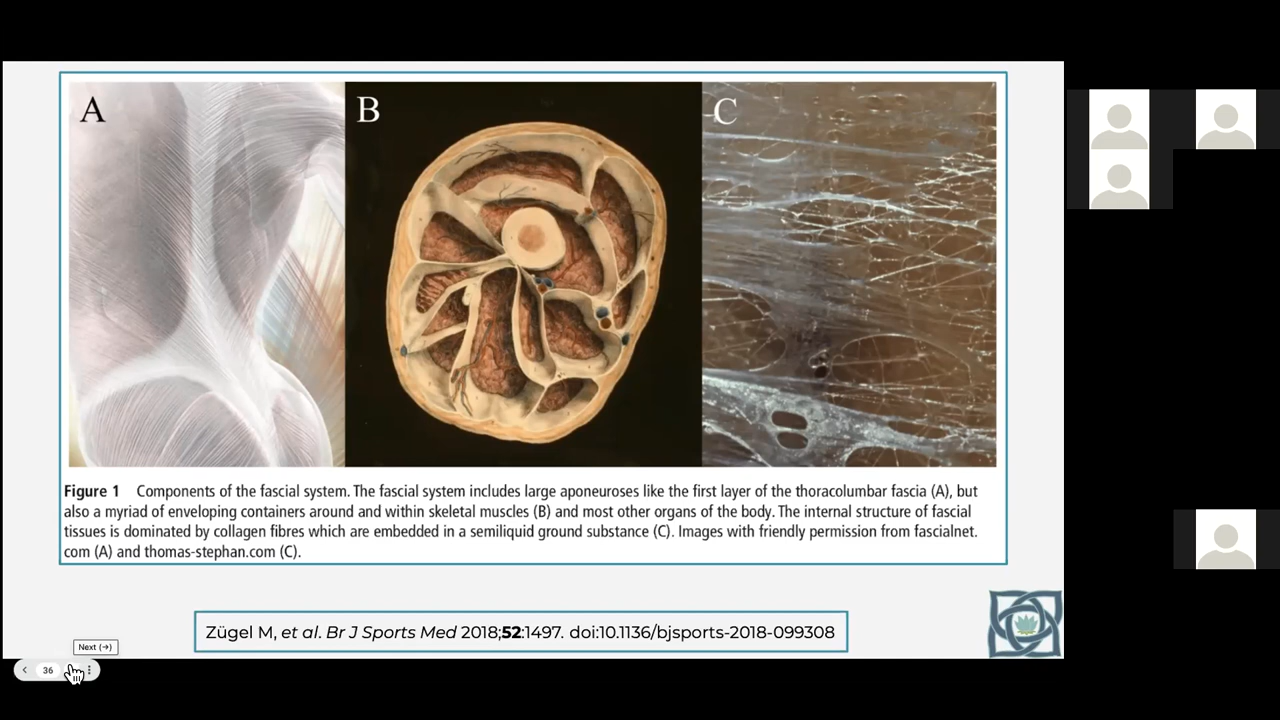 A
B
C
Figure 1 Components of the fascial system. The fascial system includes large aponeuroses like the first layer of the thoracolumbar fascia (A), but
also a myriad of enveloping containers around and within skeletal muscles (B) and most other organs of the body. The internal structure of fascial
tissues is dominated by collagen fibres which are embedded in a semiliquid ground substance (C). Images with friendly permission from fascialnet.
com (A) and thomas-stephan.com (C).
Zügel M, et al. Br J Sports Med 2018;52:1497. doi:10.1136/bjsports-2018-099308
Next (→)
36